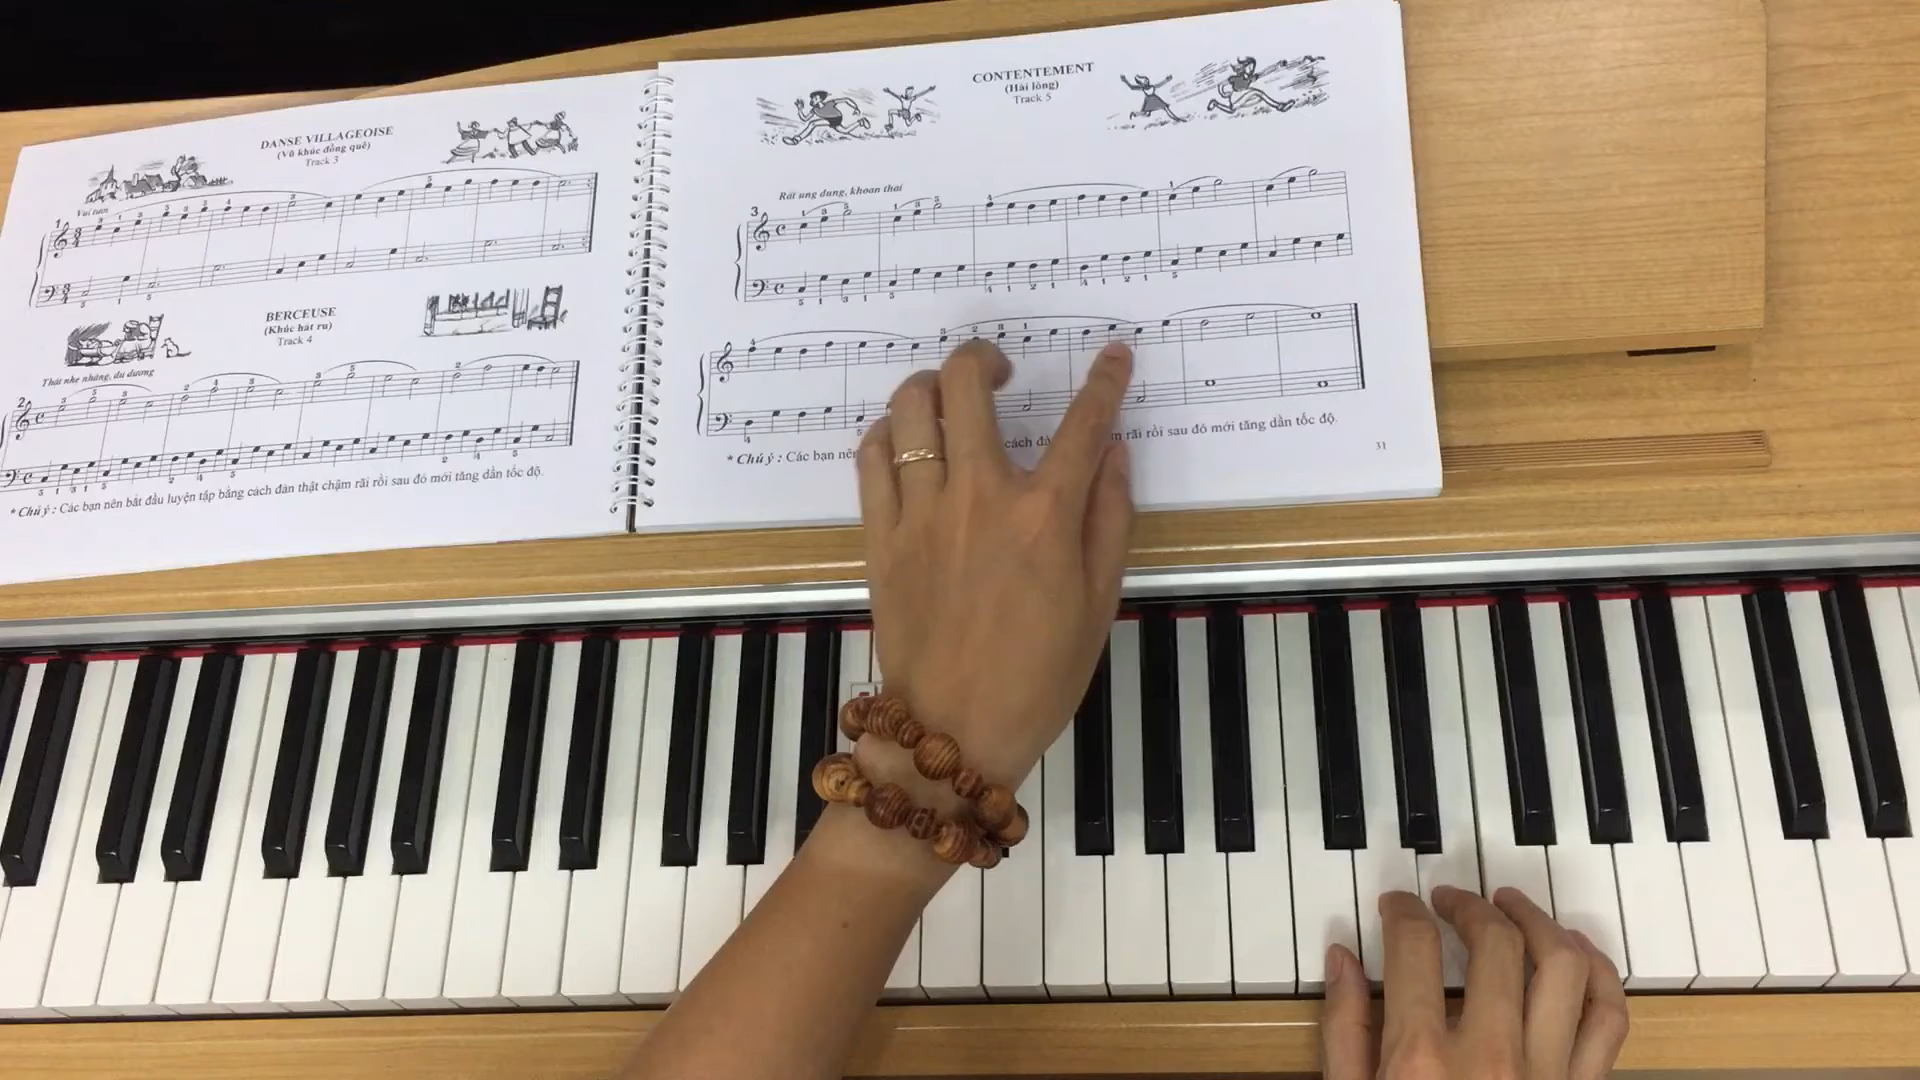 DANSE VILLAGEOISE
(Vũ khúc đồng quê)
Track 3
Vui tươi
BERCEUSE
(Khúc hát ru)
Track 4
Thật nhẹ nhàng, du dương
* Chú ý : Các bạn nên bắt đầu luyện tập bằng cách đàn thật chậm rãi rồi sau đó mới tăng dần tốc độ.
CONTENTEMENT
(Hài lòng)
Track 5
Rất ung dung, khoan thai
* Chú ý : Các bạn nên cách đàn rãi rồi sau đó mới tăng dần tốc độ.
31